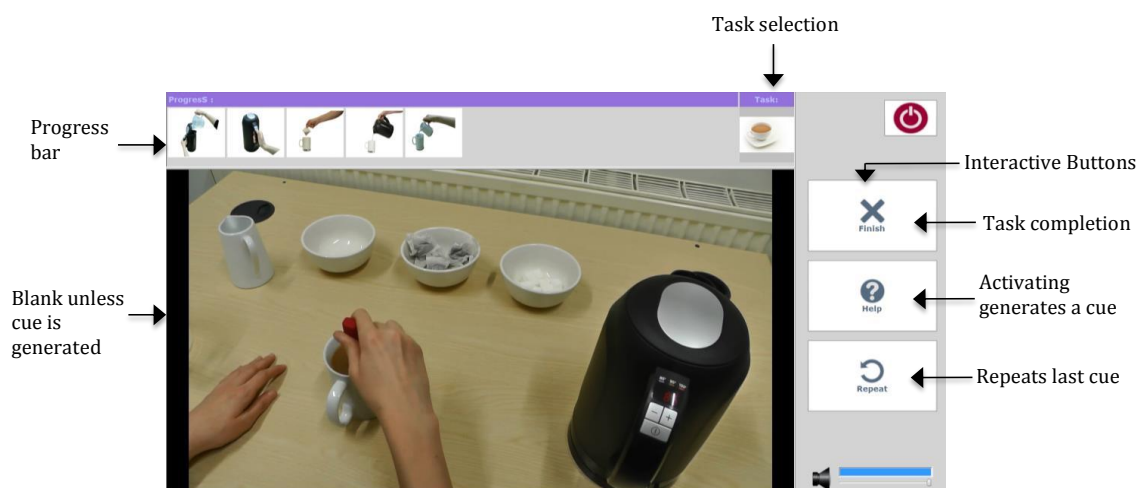 Task selection
ProgresS :
Task:
Progress
bar
Interactive Buttons
Finish
Task completion
Blank unless
cue is
generated
Help
Activating
generates a cue
Repeat
Repeats last cue